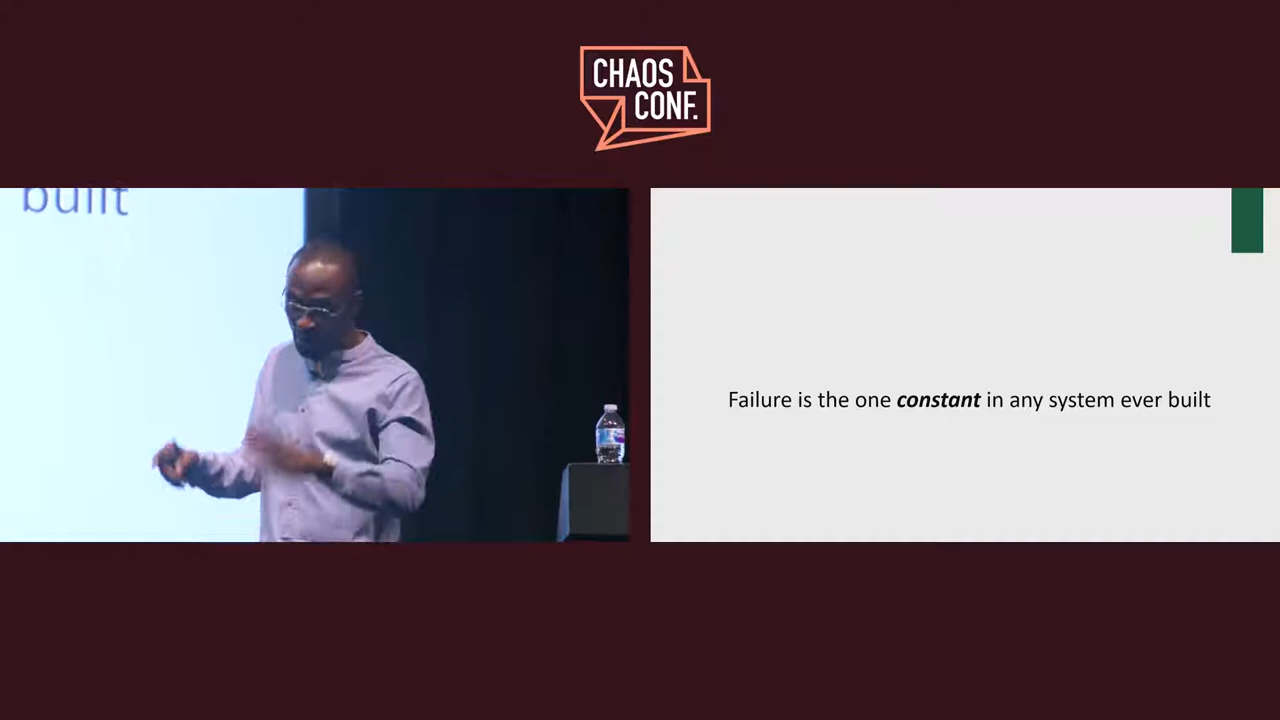 CHAOS
CONF.
built
Failure is the one constant in any system ever built